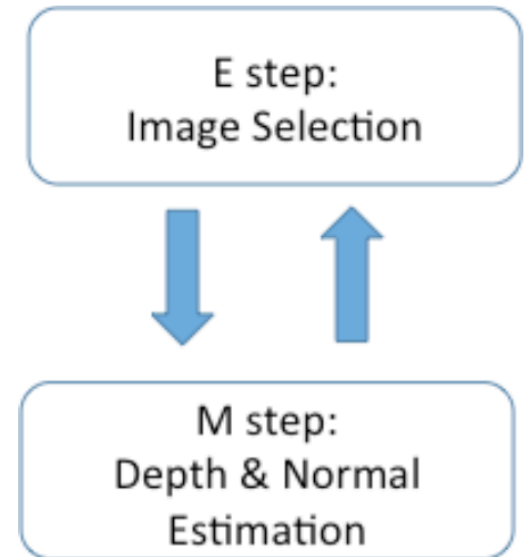 E step:
Image Selection
M step:
Depth & Normal
Estimation